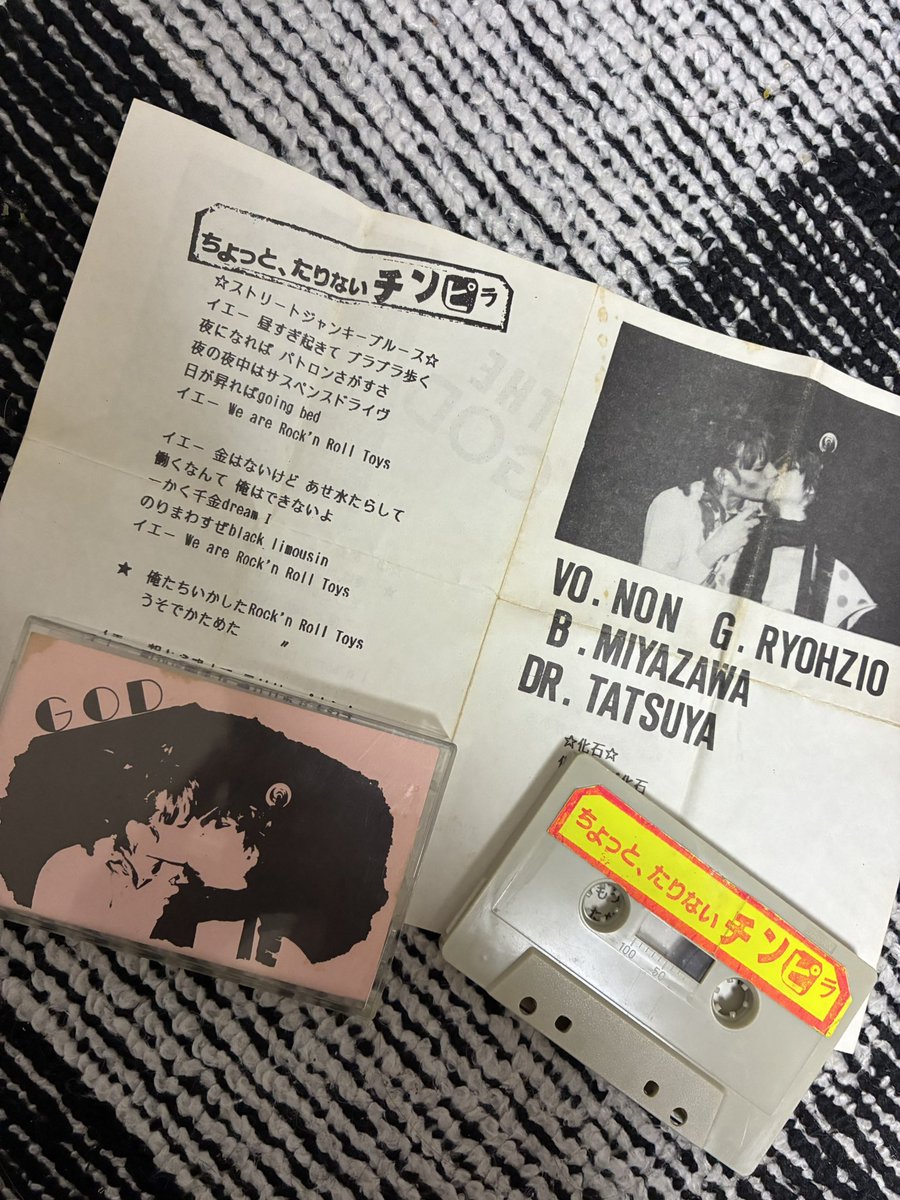 ちょっと、たりないチンピラ
☆ストリートジャンキーブルース☆
イエー 昼すぎ起きて ブラブラ歩く
夜になれば パトロンさがすさ
夜の夜中はサスペンスドライヴ
日が昇ればgoing bed
イエー We are Rock'n Roll Toys
イエー 金はないけど あせ水たらして
働くなんて 俺はできないよ
一かく千金dream I
のりまわすぜblack limousin
イエー We are Rock'n Roll Toys
★ 俺たちいかしたRock'n Roll Toys
うそでかためた 〃
VO. NON G. RYOHZIO
B. MIYAZAWA
DR. TATSUYA
☆化石☆
化石
GOD
ちょっと、たりないチンピラ
100 50
THE
GOD